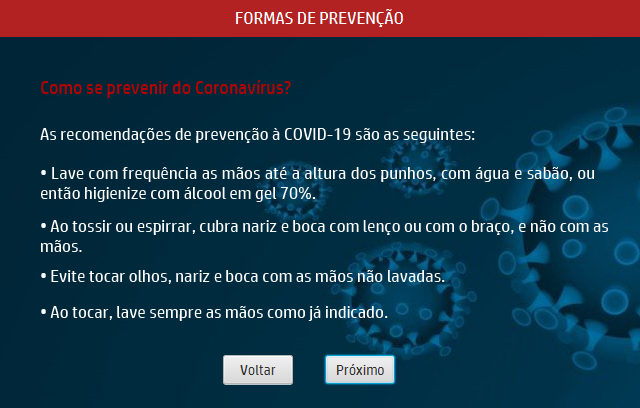 FORMAS DE PREVENÇÃO
Como se prevenir do Coronavírus?
As recomendações de prevenção à COVID-19 são as seguintes:
• Lave com frequência as mãos até a altura dos punhos, com água e sabão, ou
então higienize com álcool em gel 70%.
• Ao tossir ou espirrar, cubra nariz e boca com lenço ou com o braço, e não com as
mãos.
• Evite tocar olhos, nariz e boca com as mãos não lavadas.
• Ao tocar, lave sempre as mãos como já indicado.
Voltar
Próximo